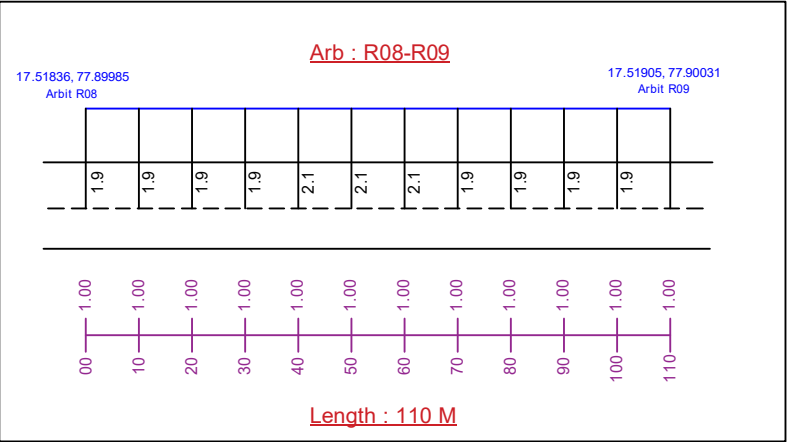 Arb : R08-R09
17.51836, 77.89985
Arbit R08
17.51905, 77.90031
Arbit R09
1.9 1.9 1.9 1.9 2.1 2.1 2.1 1.9 1.9 1.9 1.9
1.00 1.00 1.00 1.00 1.00 1.00 1.00 1.00 1.00 1.00 1.00 1.00
00 10 20 30 40 50 60 70 80 90 100 110
Length : 110 M